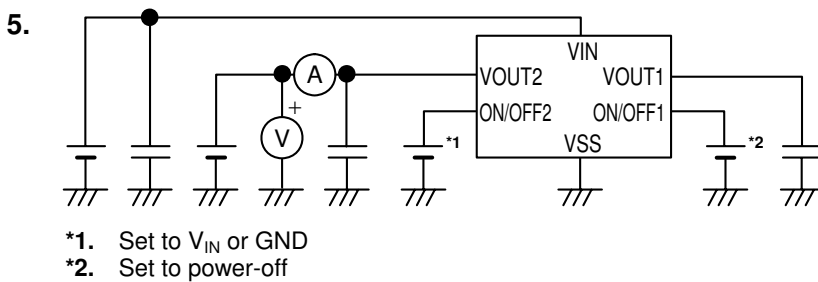 5.
VIN
A
VOUT2 VOUT1
ON/OFF2 ON/OFF1
+
V
*1 *2
VSS
*1. Set to VIN or GND
*2. Set to power-off